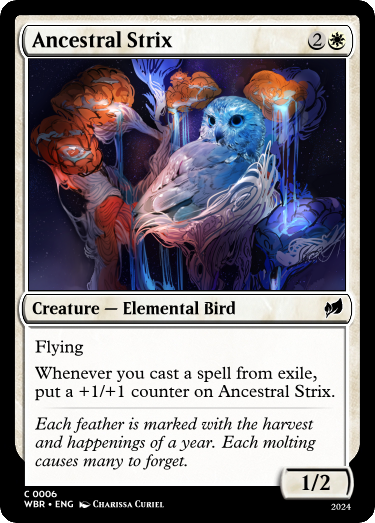 Ancestral Strix 2
Creature — Elemental Bird
Flying
Whenever you cast a spell from exile,
put a +1/+1 counter on Ancestral Strix.
Each feather is marked with the harvest
and happenings of a year. Each molting
causes many to forget.
1/2
C 0006
WBR • ENG Charissa Curiel
2024